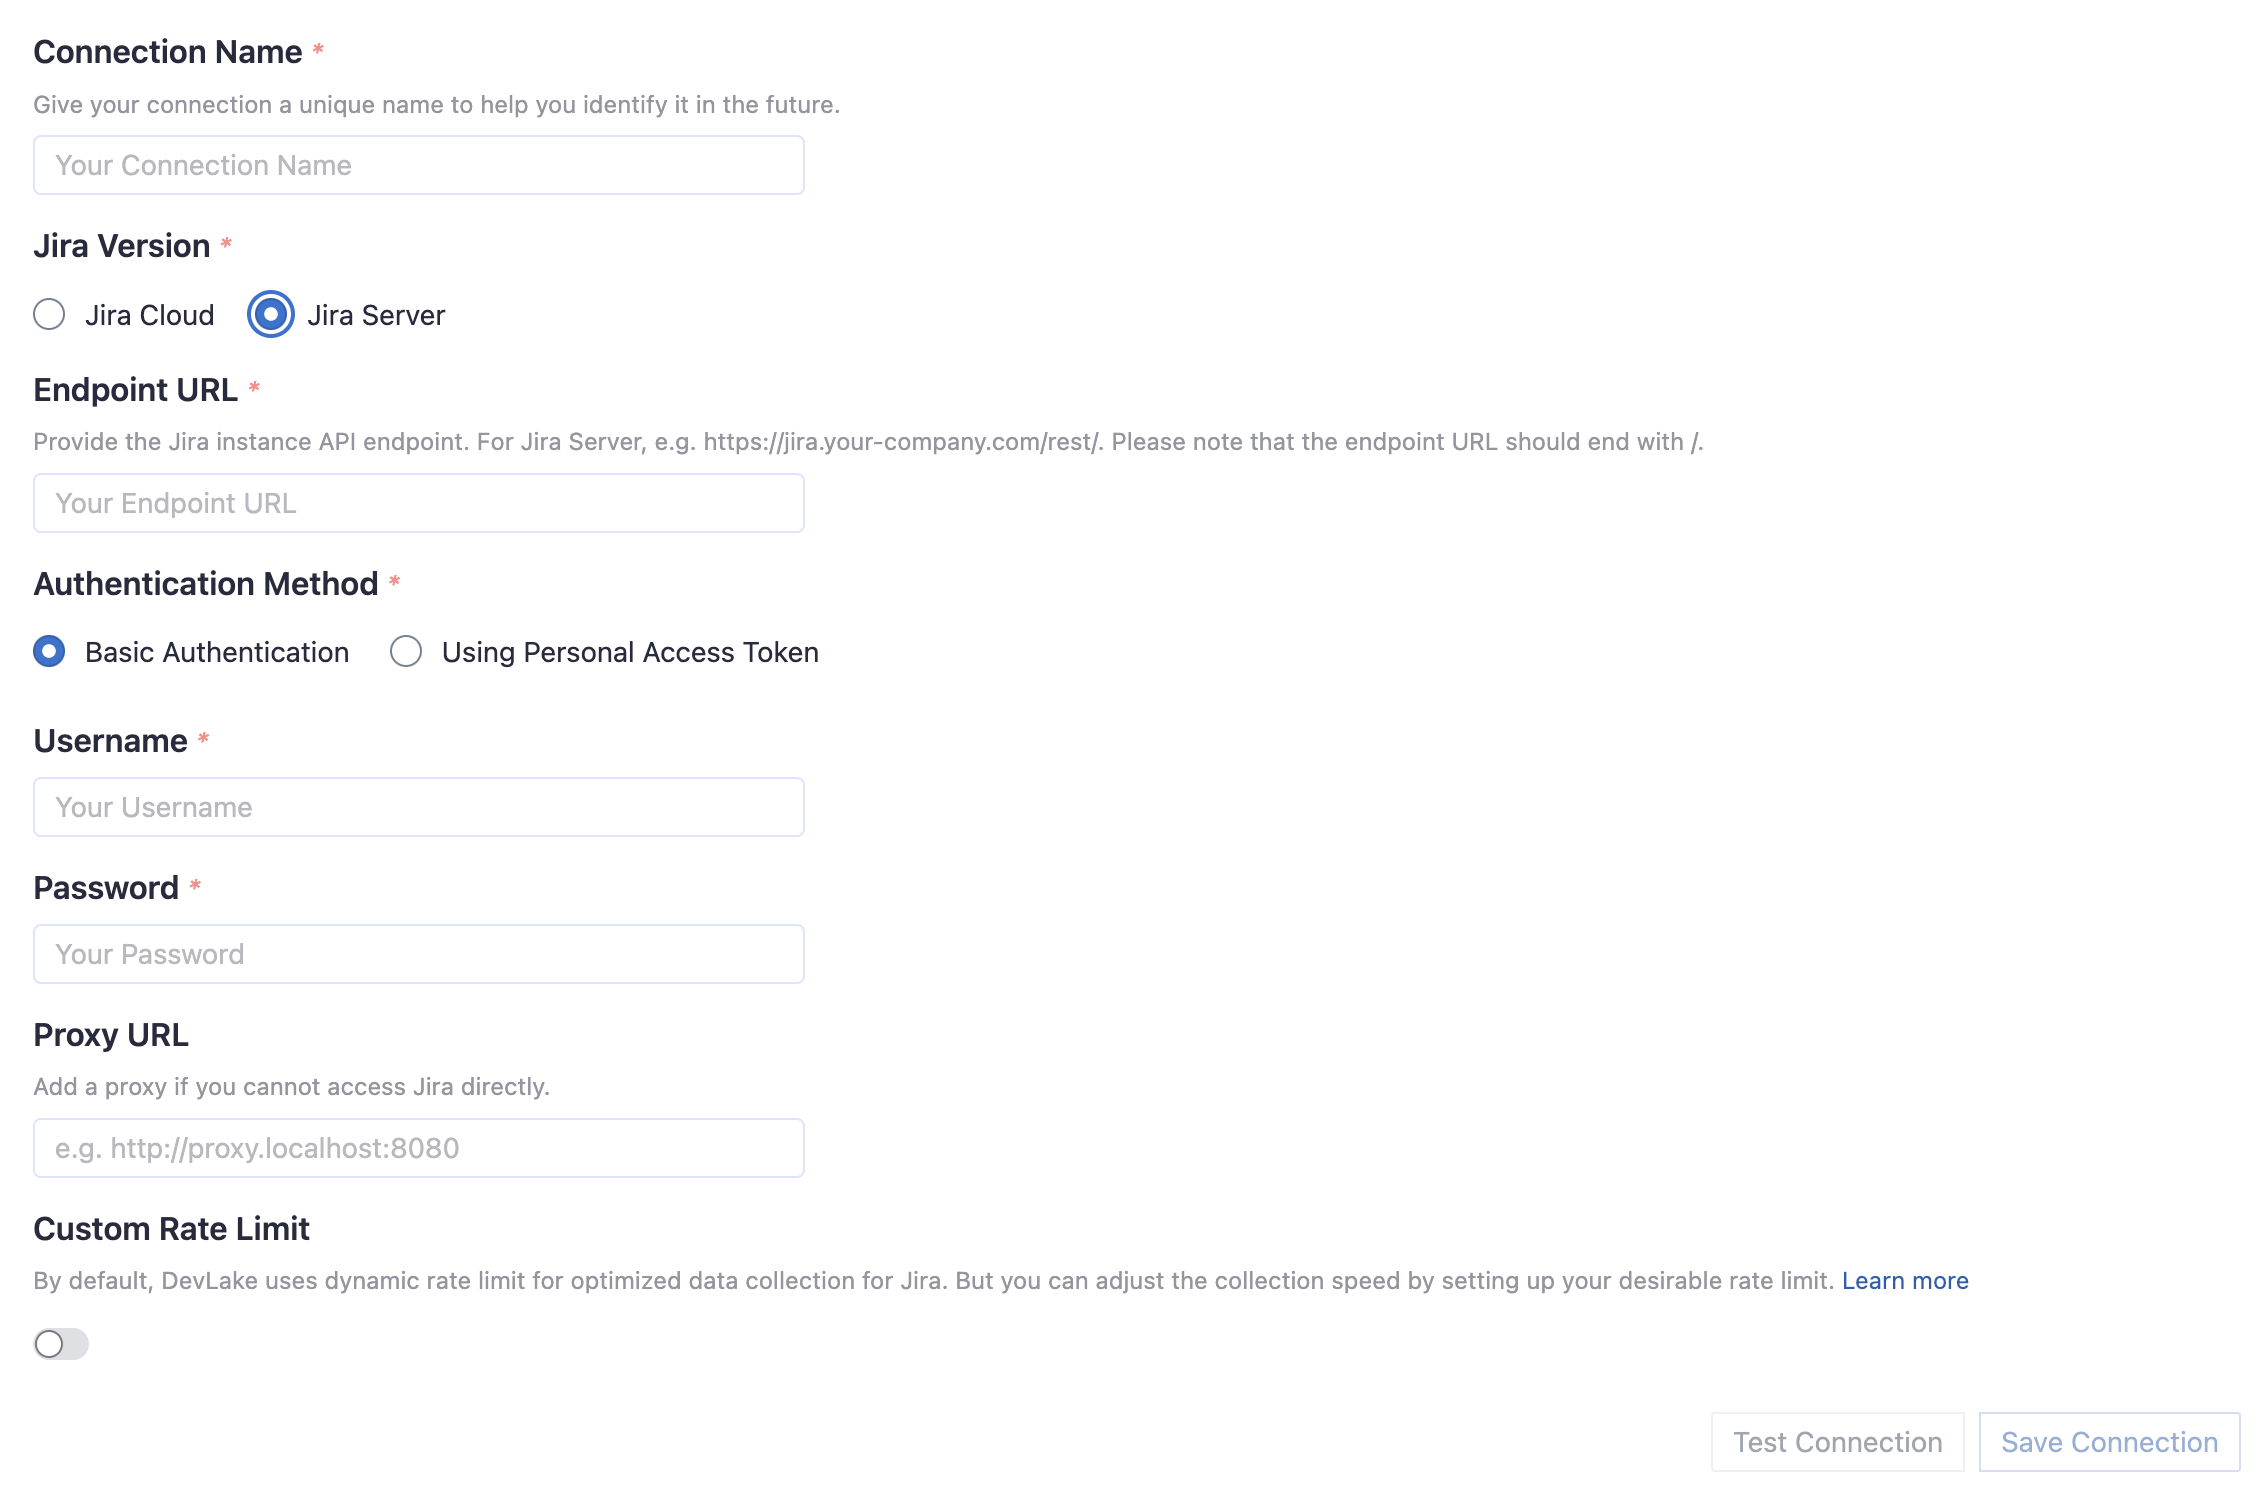 Connection Name *
Give your connection a unique name to help you identify it in the future.
Your Connection Name
Jira Version *
Jira Cloud Jira Server
Endpoint URL *
Provide the Jira instance API endpoint. For Jira Server, e.g. https://jira.your-company.com/rest/. Please note that the endpoint URL should end with /.
Your Endpoint URL
Authentication Method *
Basic Authentication Using Personal Access Token
Username *
Your Username
Password *
Your Password
Proxy URL
Add a proxy if you cannot access Jira directly.
e.g. http://proxy.localhost:8080
Custom Rate Limit
By default, DevLake uses dynamic rate limit for optimized data collection for Jira. But you can adjust the collection speed by setting up your desirable rate limit. Learn more
Test Connection Save Connection